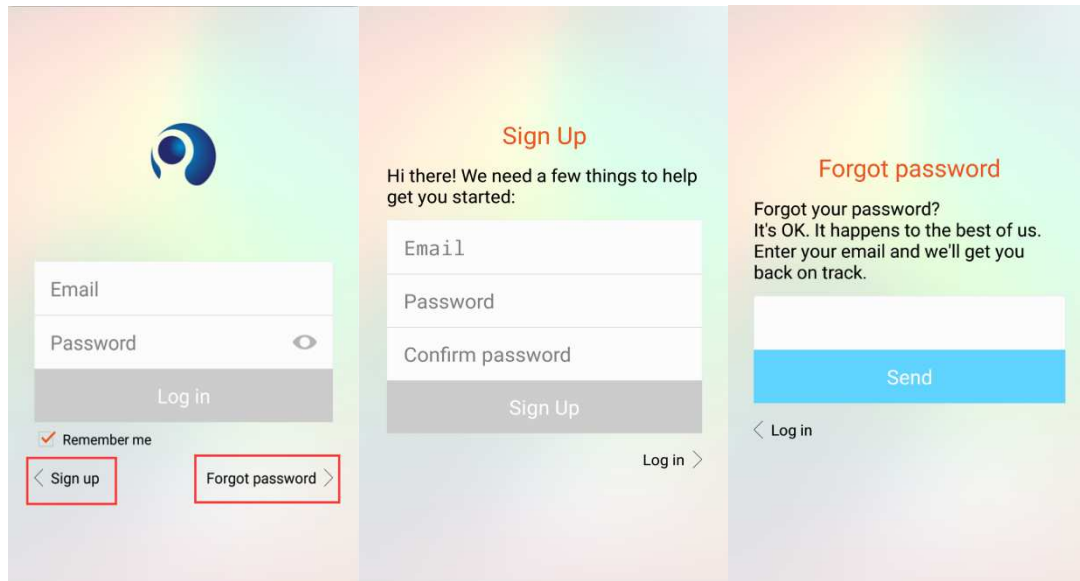 Email
Password
Log in
Remember me
Sign up
Forgot password
Sign Up
Hi there! We need a few things to help
get you started:
Email
Password
Confirm password
Sign Up
Log in
Forgot password
Forgot your password?
It's OK. It happens to the best of us.
Enter your email and we'll get you
back on track.
Send
Log in